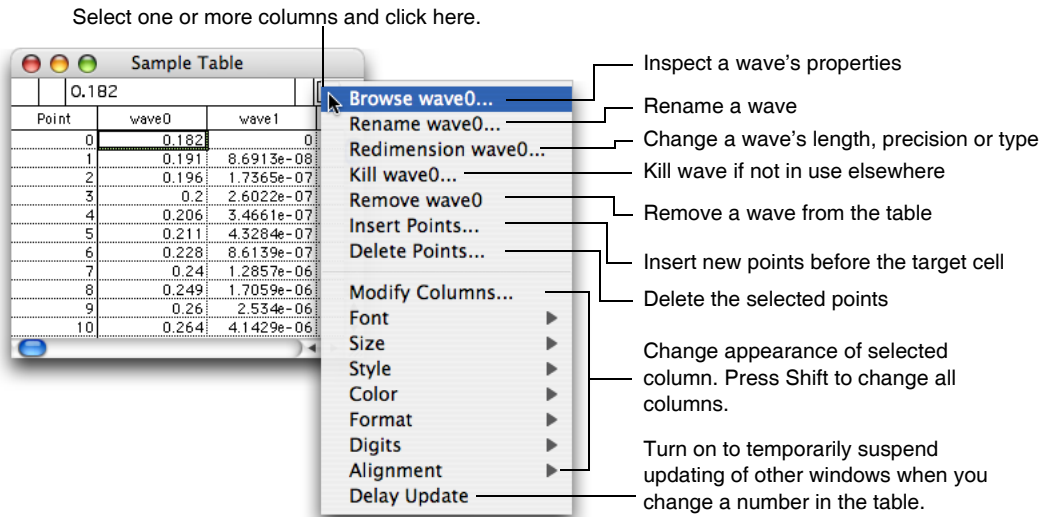 Select one or more columns and click here.
Sample Table
0.182
Point wave0 wave1
0 0.182 0
1 0.191 8.6913e-08
2 0.196 1.7365e-07
3 0.2 2.6022e-07
4 0.206 3.4661e-07
5 0.211 4.3284e-07
6 0.228 8.6139e-07
7 0.24 1.2857e-06
8 0.249 1.7059e-06
9 0.26 2.534e-06
10 0.264 4.1429e-06
Browse wave0...
Rename wave0...
Redimension wave0...
Kill wave0...
Remove wave0
Insert Points...
Delete Points...
Modify Columns...
Font
Size
Style
Color
Format
Digits
Alignment
Delay Update
Inspect a wave's properties
Rename a wave
Change a wave's length, precision or type
Kill wave if not in use elsewhere
Remove a wave from the table
Insert new points before the target cell
Delete the selected points
Change appearance of selected
column. Press Shift to change all
columns.
Turn on to temporarily suspend
updating of other windows when you
change a number in the table.